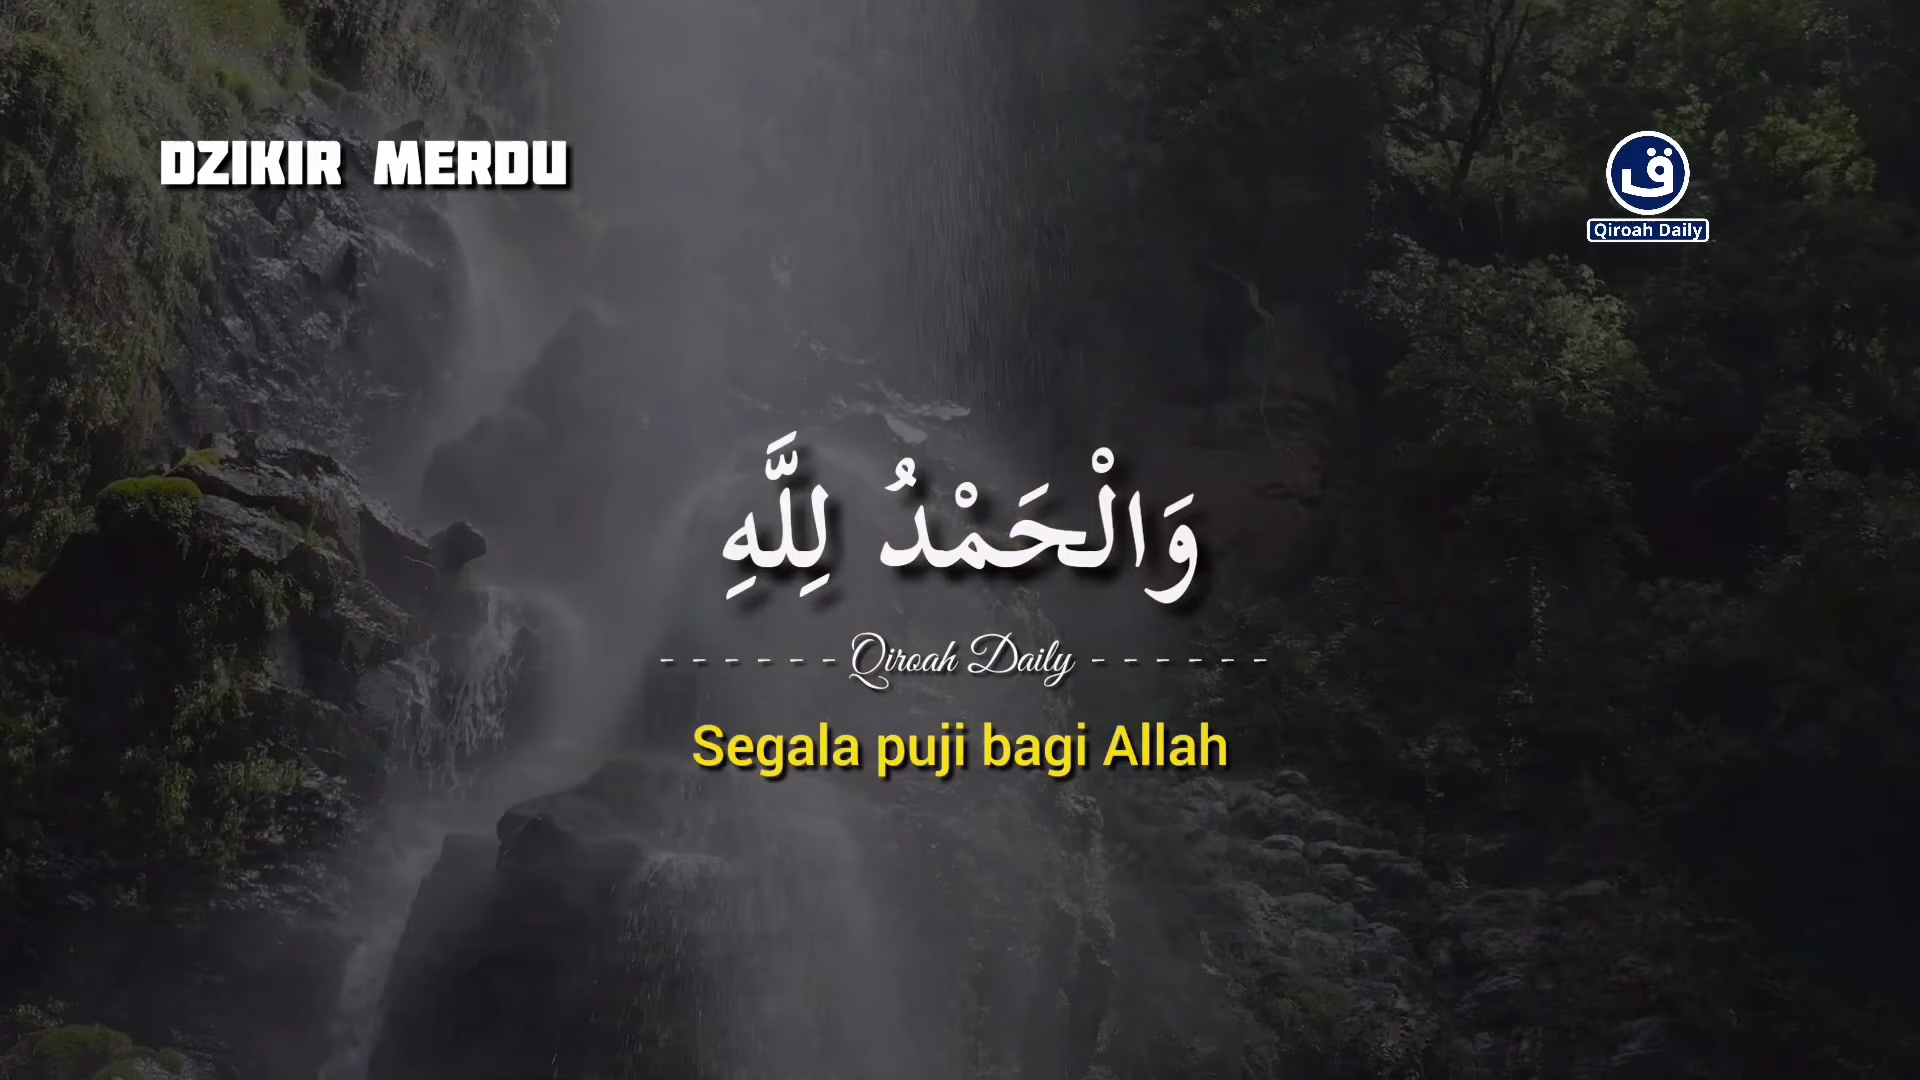 DZIKIR MERDU
ق
Qiroah Daily
وَالْحَمْدُ لِلَّهِ
- - - - - - Qiroah Daily - - - - - -
Segala puji bagi Allah